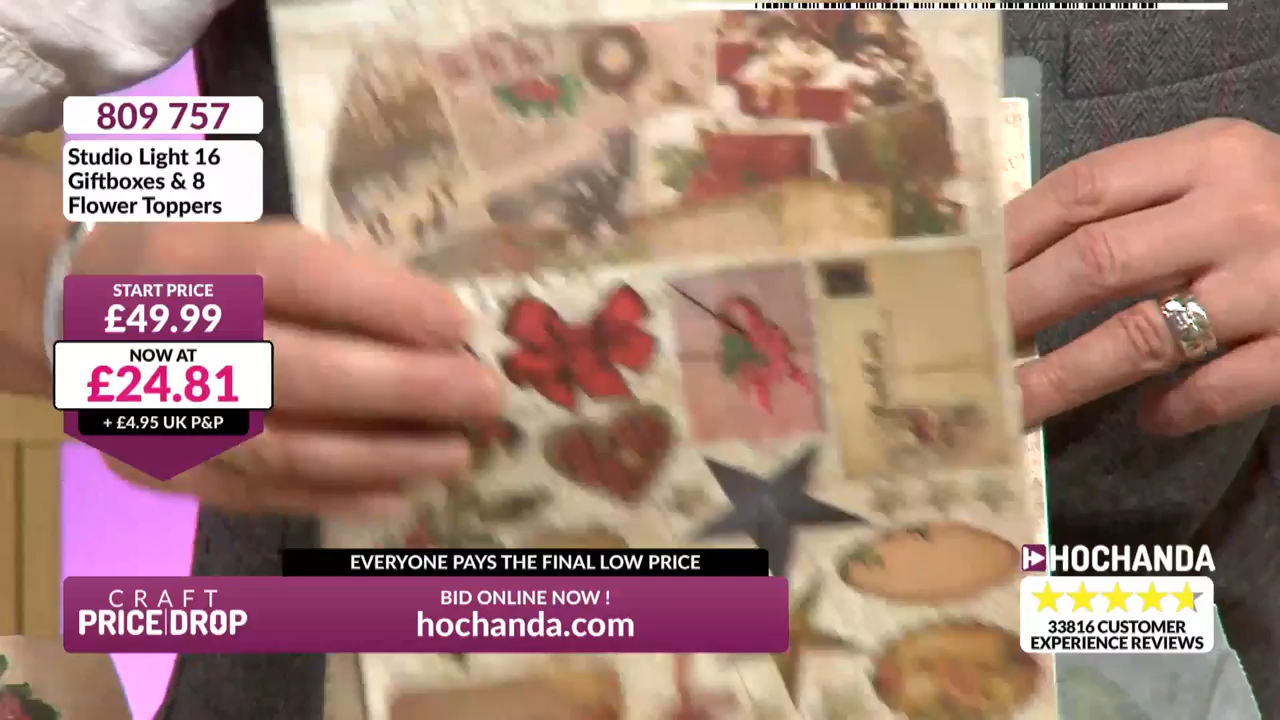 809 757
Studio Light 16
Giftboxes & 8
Flower Toppers
START PRICE
£49.99
NOW AT
£24.81
+ £4.95 UK P&P
EVERYONE PAYS THE FINAL LOW PRICE
CRAFT
PRICE DROP
BID ONLINE NOW !
hochanda.com
HOCHANDA
33816 CUSTOMER
EXPERIENCE REVIEWS